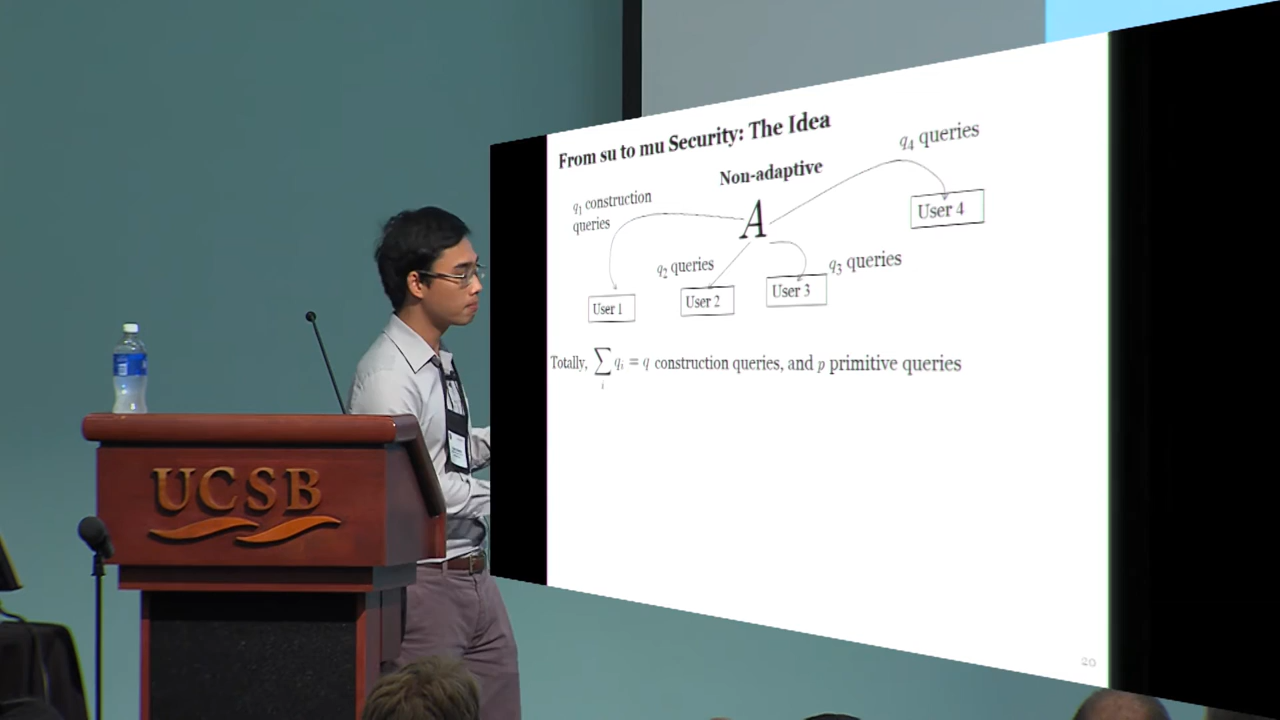 From su to mu Security: The Idea
Non-adaptive
q₄ queries
q₁ construction
queries
A
User 4
q₂ queries
q₃ queries
User 1
User 2
User 3
Totally, ∑ᵢ qᵢ = q construction queries, and p primitive queries
20
UCSB